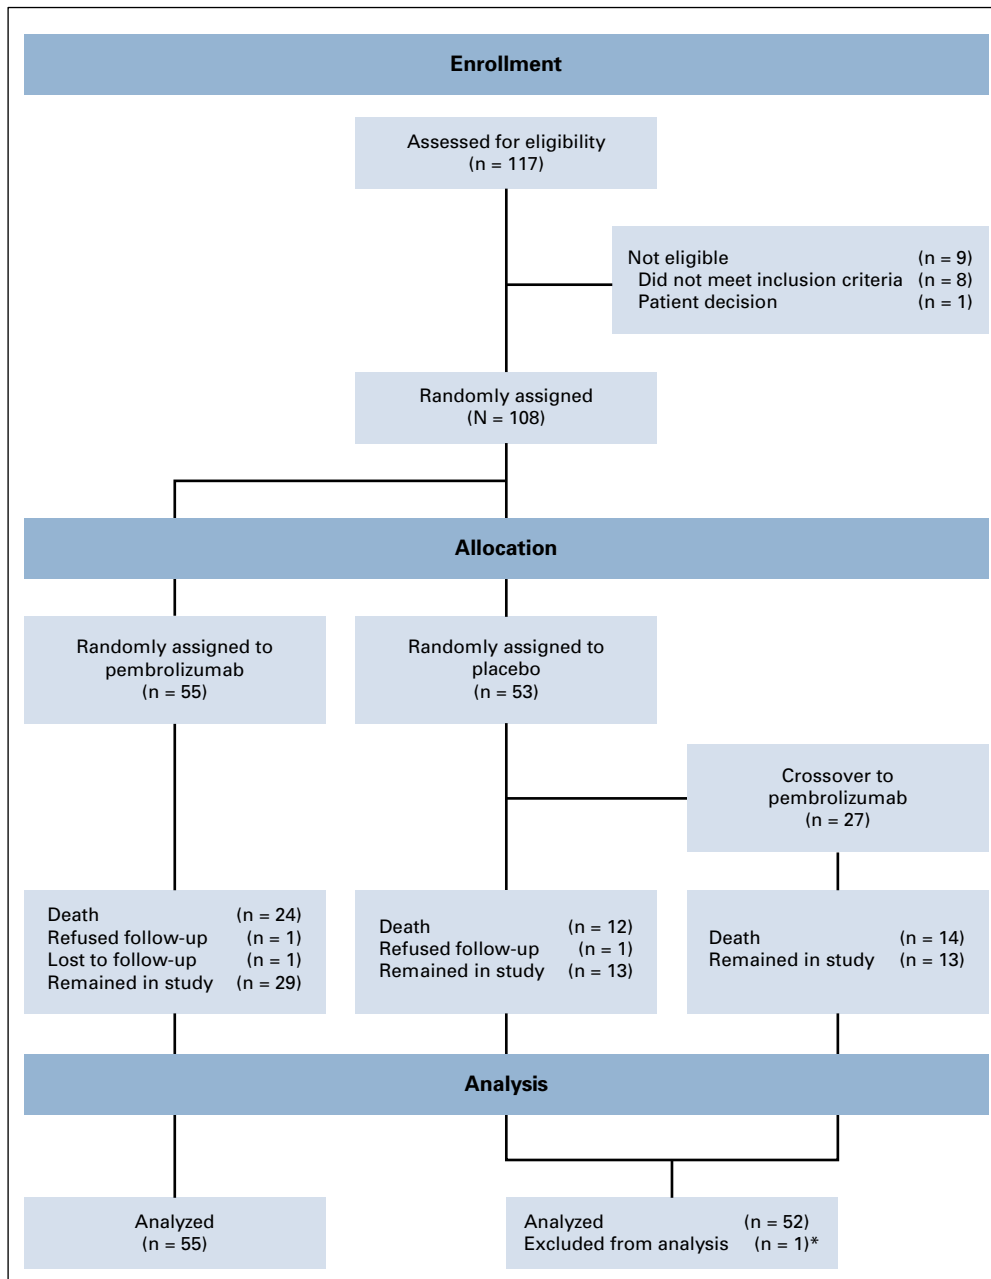 Enrollment
Assessed for eligibility
(n = 117)
Not eligible (n = 9)
Did not meet inclusion criteria (n = 8)
Patient decision (n = 1)
Randomly assigned
(N = 108)
Allocation
Randomly assigned to
pembrolizumab
(n = 55)
Randomly assigned to
placebo
(n = 53)
Crossover to
pembrolizumab
(n = 27)
Death (n = 24)
Refused follow-up (n = 1)
Lost to follow-up (n = 1)
Remained in study (n = 29)
Death (n = 12)
Refused follow-up (n = 1)
Remained in study (n = 13)
Death (n = 14)
Remained in study (n = 13)
Analysis
Analyzed
(n = 55)
Analyzed (n = 52)
Excluded from analysis (n = 1)*